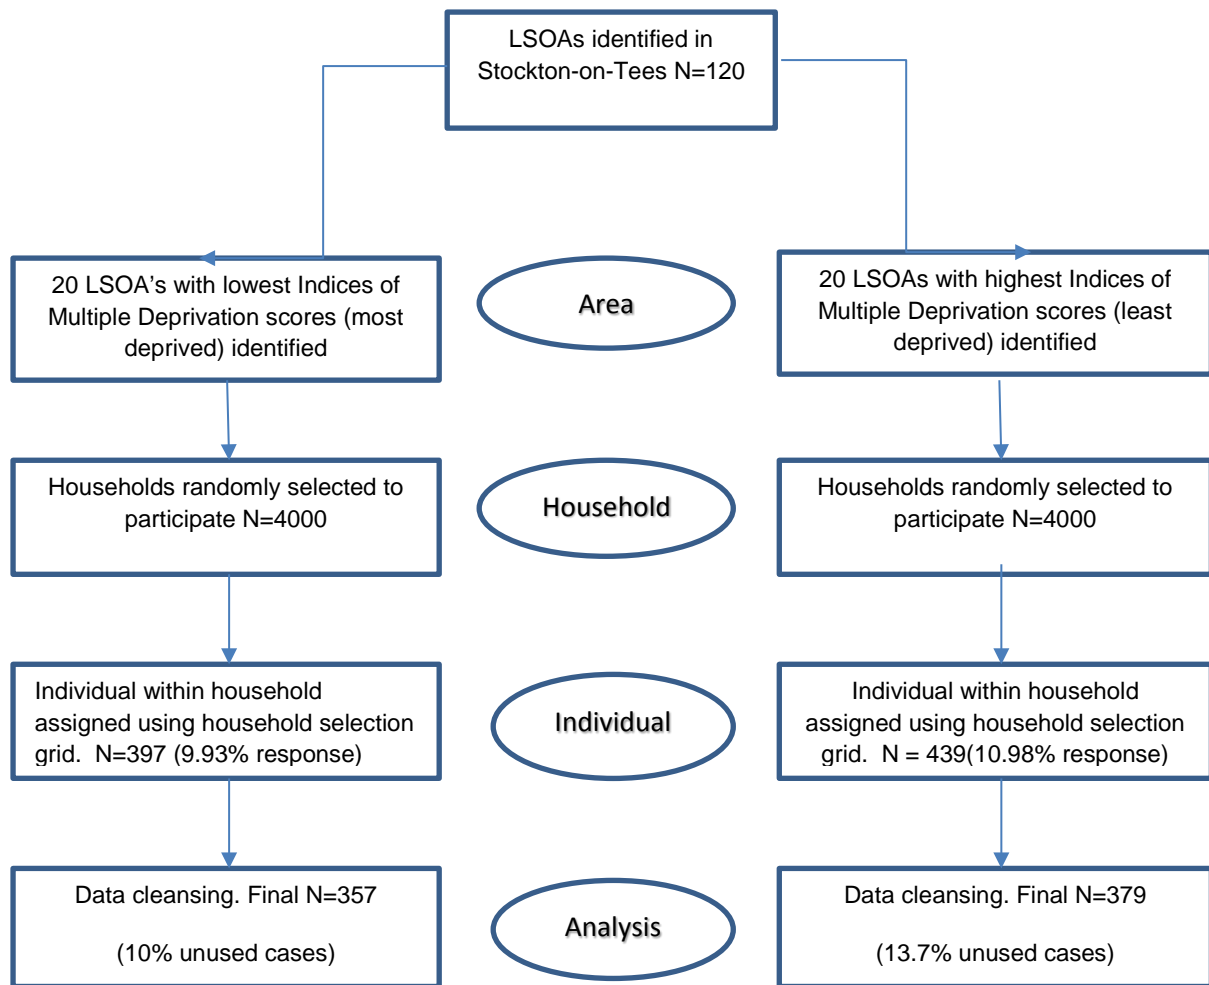 LSOAs identified in
Stockton-on-Tees N=120
20 LSOA's with lowest Indices of
Multiple Deprivation scores (most
deprived) identified
Area
20 LSOAs with highest Indices of
Multiple Deprivation scores (least
deprived) identified
Households randomly selected to
participate N=4000
Household
Households randomly selected to
participate N=4000
Individual within household
assigned using household selection
grid.  N=397 (9.93% response)
Individual
Individual within household
assigned using household selection
grid.  N = 439(10.98% response)
Data cleansing. Final N=357
(10% unused cases)
Analysis
Data cleansing. Final N=379
(13.7% unused cases)